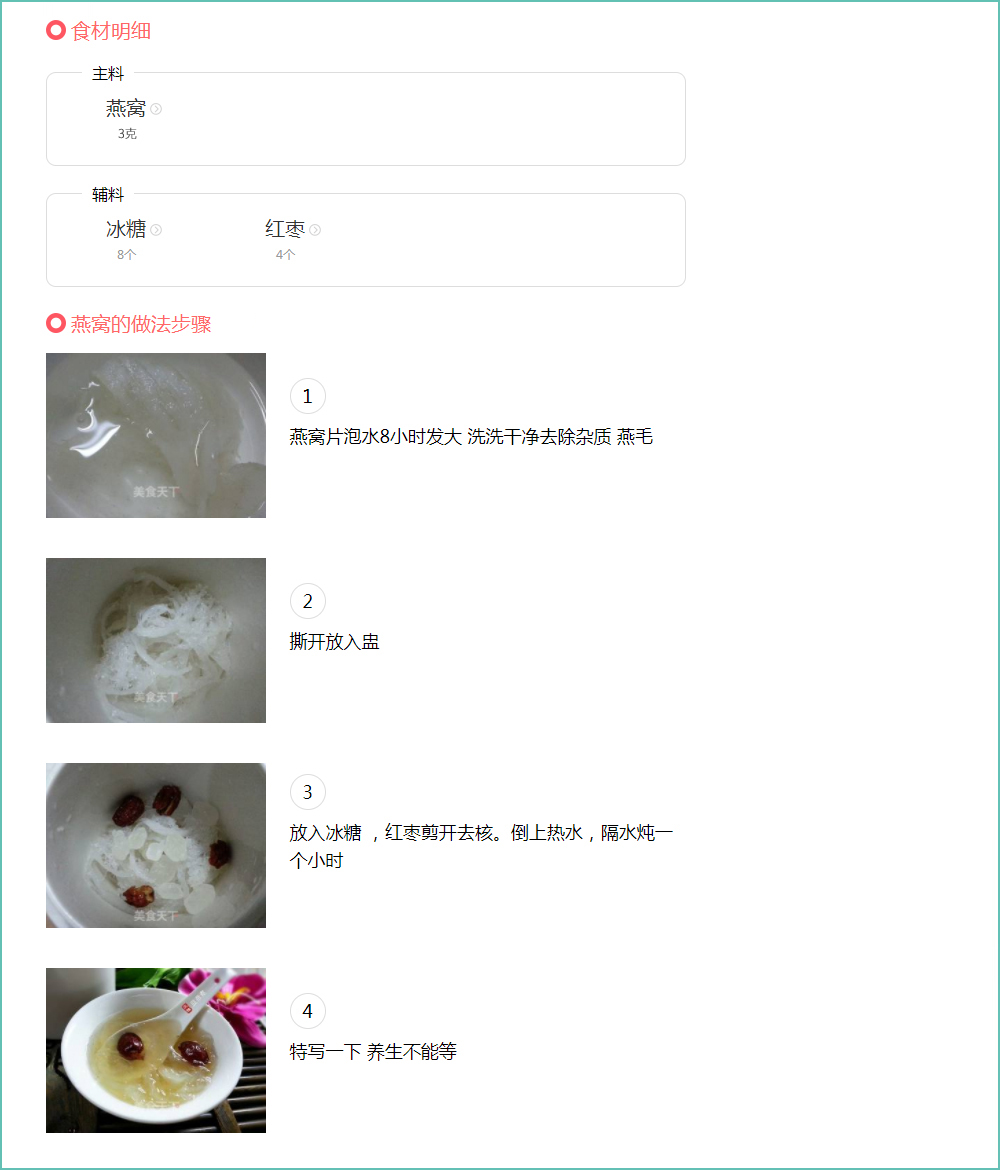 食材明细
主料
燕窝
3克
辅料
冰糖 红枣
8个 4个
燕窝的做法步骤
1
燕窝片泡水8小时发大 洗洗干净去除杂质 燕毛
美食天下
2
撕开放入盅
美食天下
3
放入冰糖 ，红枣剪开去核。倒上热水，隔水炖一
个小时
美食天下
4
特写一下 养生不能等